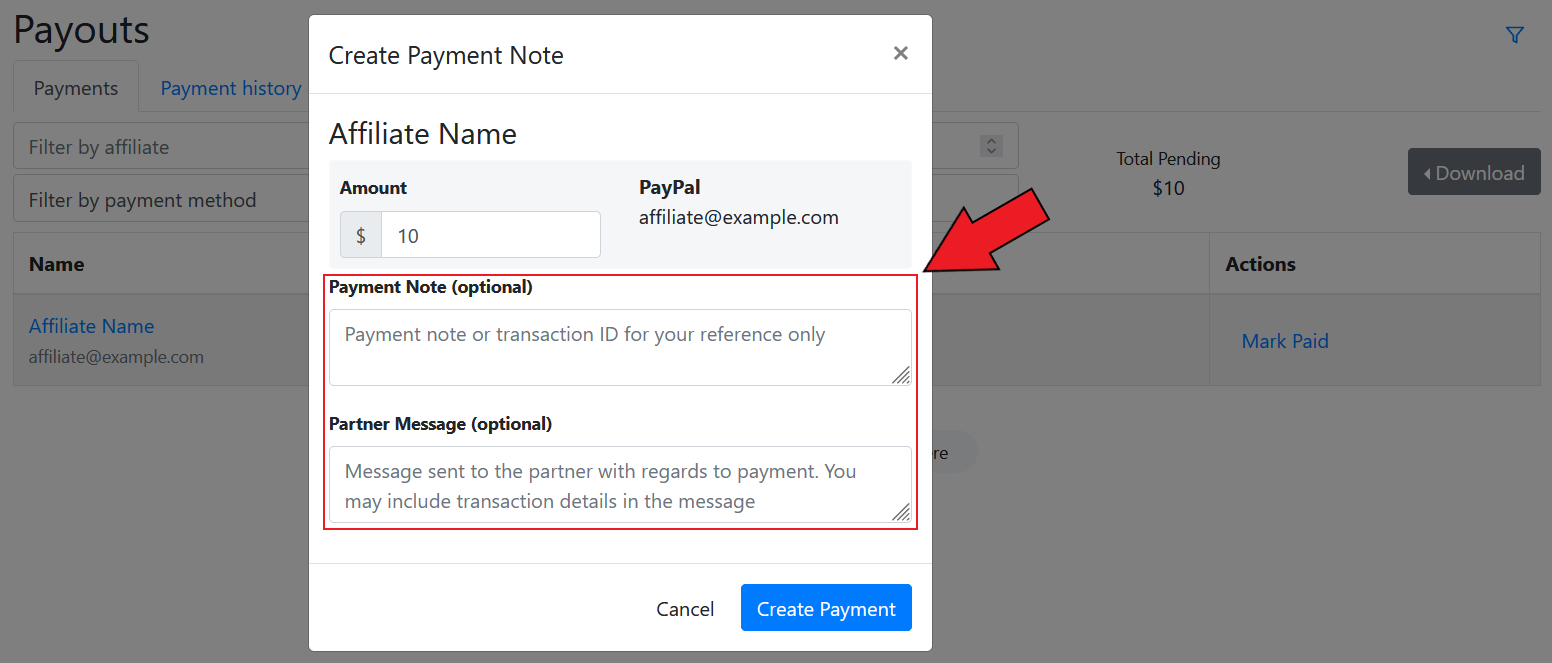 Payouts
Payments
Payment history
Filter by affiliate
Filter by payment method
Total Pending
$10
Download
Name
Actions
Affiliate Name
affiliate@example.com
Mark Paid
Create Payment Note
×
Affiliate Name
Amount
PayPal
affiliate@example.com
$
10
Payment Note (optional)
Payment note or transaction ID for your reference only
Partner Message (optional)
Message sent to the partner with regards to payment. You
may include transaction details in the message
Cancel
Create Payment